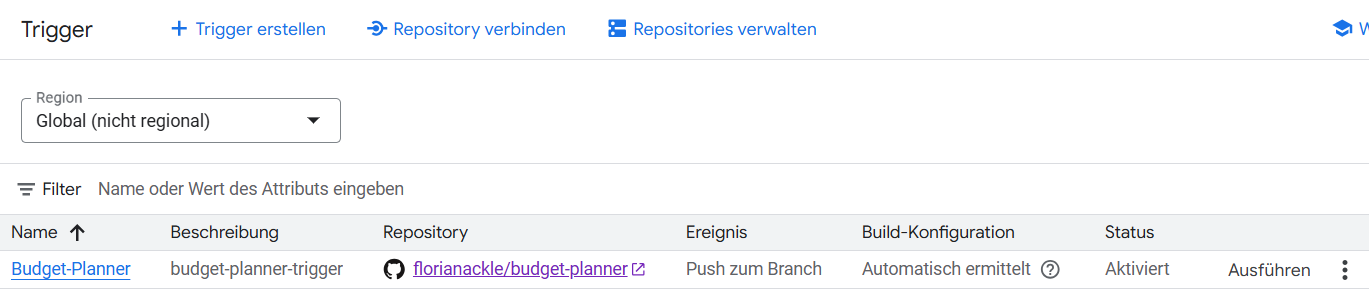 Trigger + Trigger erstellen Repository verbinden Repositories verwalten W
Region
Global (nicht regional)
Filter Name oder Wert des Attributs eingeben
Name ↑ Beschreibung Repository Ereignis Build-Konfiguration Status
Budget-Planner budget-planner-trigger florianackle/budget-planner Push zum Branch Automatisch ermittelt ? Aktiviert Ausführen